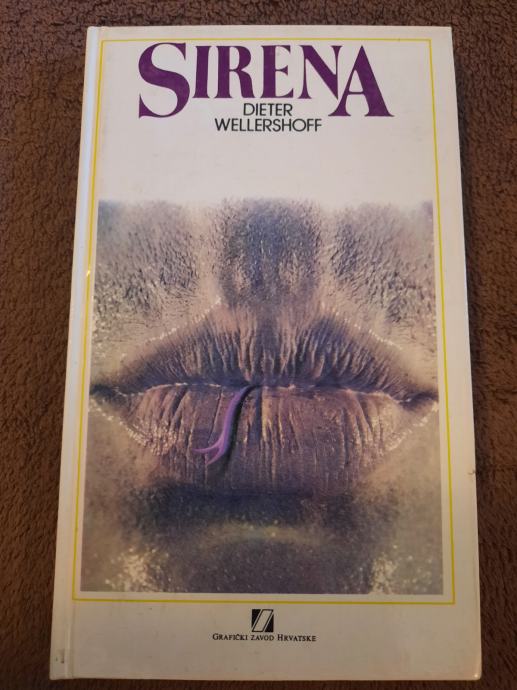 SIRENA
DIETER
WELLERSHOFF
GRAFIČKI ZAVOD HRVATSKE